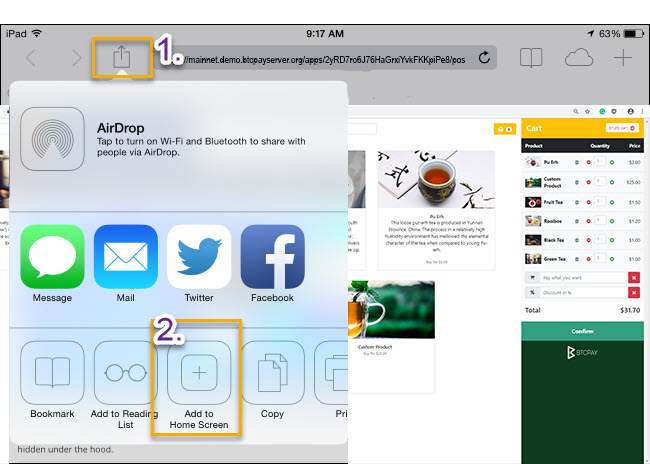 iPad
9:17 AM
63%
1.
//mainnet.demo.btcpayserver.org/apps/2yRD7ro6J76HaGrxiYvkFKKpiPe8/pos
AirDrop
Tap to turn on Wi-Fi and Bluetooth to share with
people via AirDrop.
Message
Mail
Twitter
Facebook
2.
Bookmark
Add to Reading
List
Add to
Home Screen
Copy
Pri
hidden under the hood.
Pu Erh
This loose pur-erh tea is produced in Yunnan
Province, China. The process in a relatively high
humidity environment has mellowed the elemental
character of the tea when compared to young Pu-
erh.
Buy for $2.00
Custom Product
Buy for $25.00
Cart
Empty cart
Product Quantity Price
Pu Erh 1 $2.00
Custom
Product 1 $25.00
Fruit Tea 1 $1.50
Rooibos 1 $1.20
Black Tea 1 $1.00
Green Tea 1 $1.00
Pay what you want
% Discount in %
Total $31.70
Confirm
BTCPAY